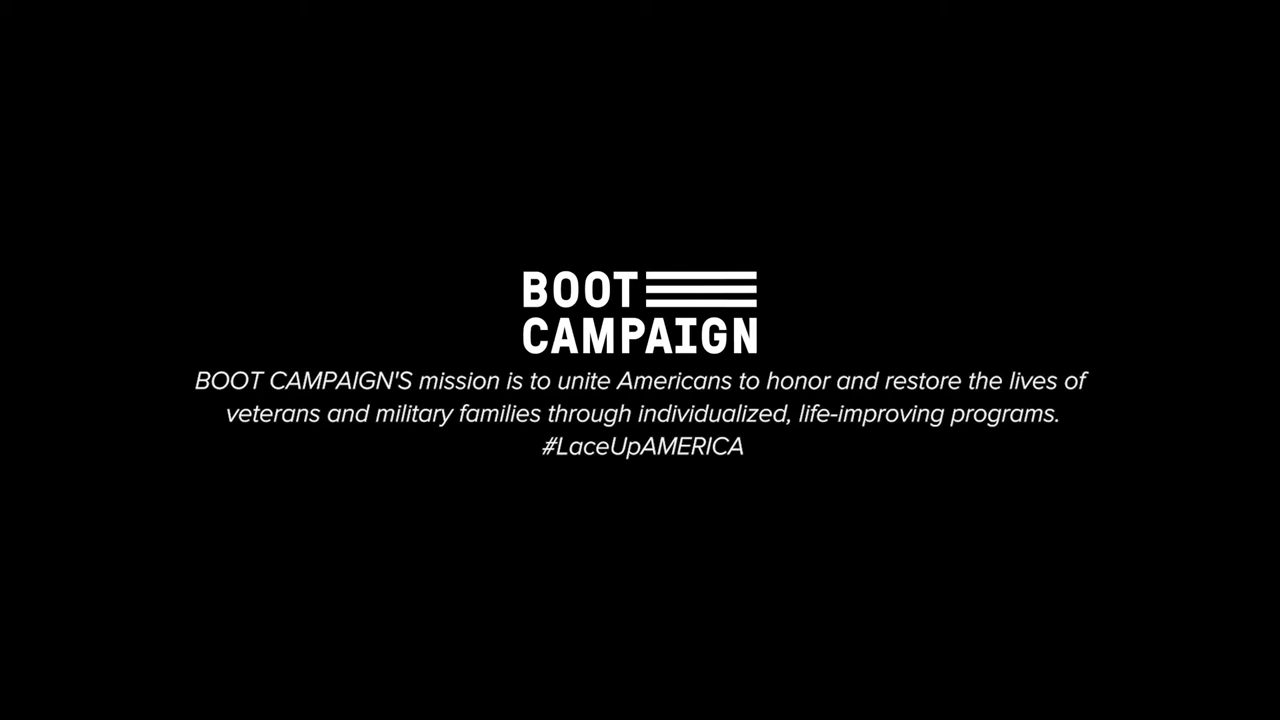 BOOT
CAMPAIGN
BOOT CAMPAIGN'S mission is to unite Americans to honor and restore the lives of
veterans and military families through individualized, life-improving programs.
#LaceUpAMERICA